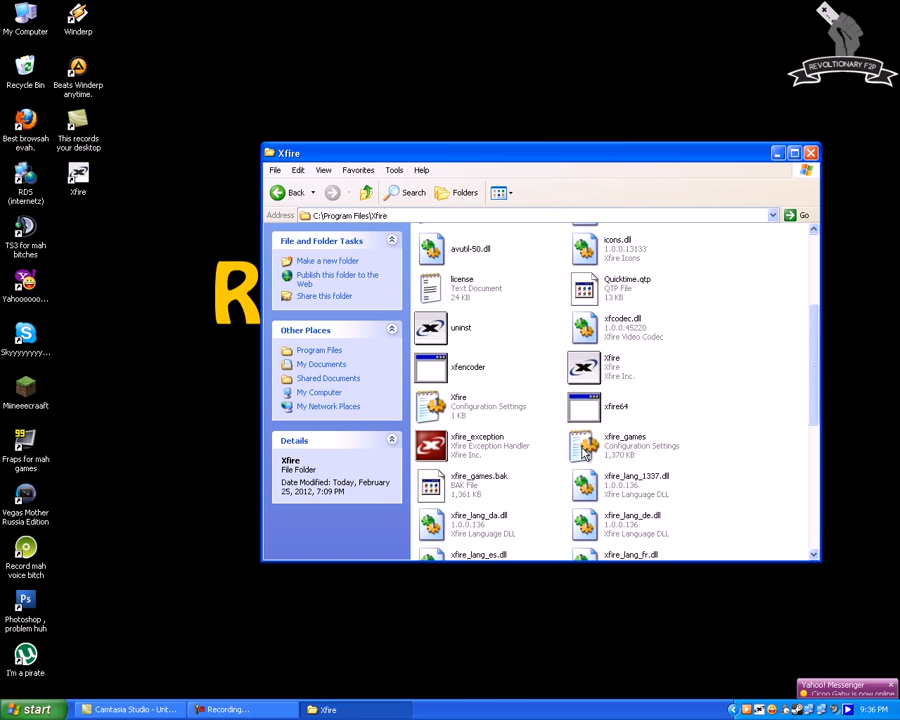 My Computer
Winderp
REVOLTIONARY F2P
Recycle Bin
Beats Winderp
anytime.
Best browsah
evah.
This records
your desktop
RDS
(internetz)
Xfire
TS3 for mah
bitches
Yahoooooo...
Skyyyyyyyy...
Mineeecraaft
Fraps for mah
games
Vegas Mother
Russia Edition
Record mah
voice bitch
Photoshop ,
problem huh
I'm a pirate
R
Xfire
File Edit View Favorites Tools Help
Back Search Folders
Address C:\Program Files\Xfire Go
File and Folder Tasks
Make a new folder
Publish this folder to the
Web
Share this folder
Other Places
Program Files
My Documents
Shared Documents
My Computer
My Network Places
Details
Xfire
File Folder
Date Modified: Today, February
25, 2012, 7:09 PM
avutil-50.dll
icons.dll
1.0.0.13133
Xfire Icons
license
Text Document
24 KB
Quicktime.qtp
QTP File
13 KB
uninst
xfcodec.dll
1.0.0.45220
Xfire Video Codec
xfencoder
Xfire
Xfire
Xfire Inc.
Xfire
Configuration Settings
1 KB
xfire64
xfire_exception
Xfire Exception Handler
Xfire Inc.
xfire_games
Configuration Settings
1,370 KB
xfire_games.bak
BAK File
1,361 KB
xfire_lang_1337.dll
1.0.0.136
Xfire Language DLL
xfire_lang_da.dll
1.0.0.136
Xfire Language DLL
xfire_lang_de.dll
1.0.0.136
Xfire Language DLL
xfire_lang_es.dll
xfire_lang_fr.dll
Yahoo! Messenger
Cirno Gaby is now online
start
Camtasia Studio - Unt...
Recording...
Xfire
9:36 PM